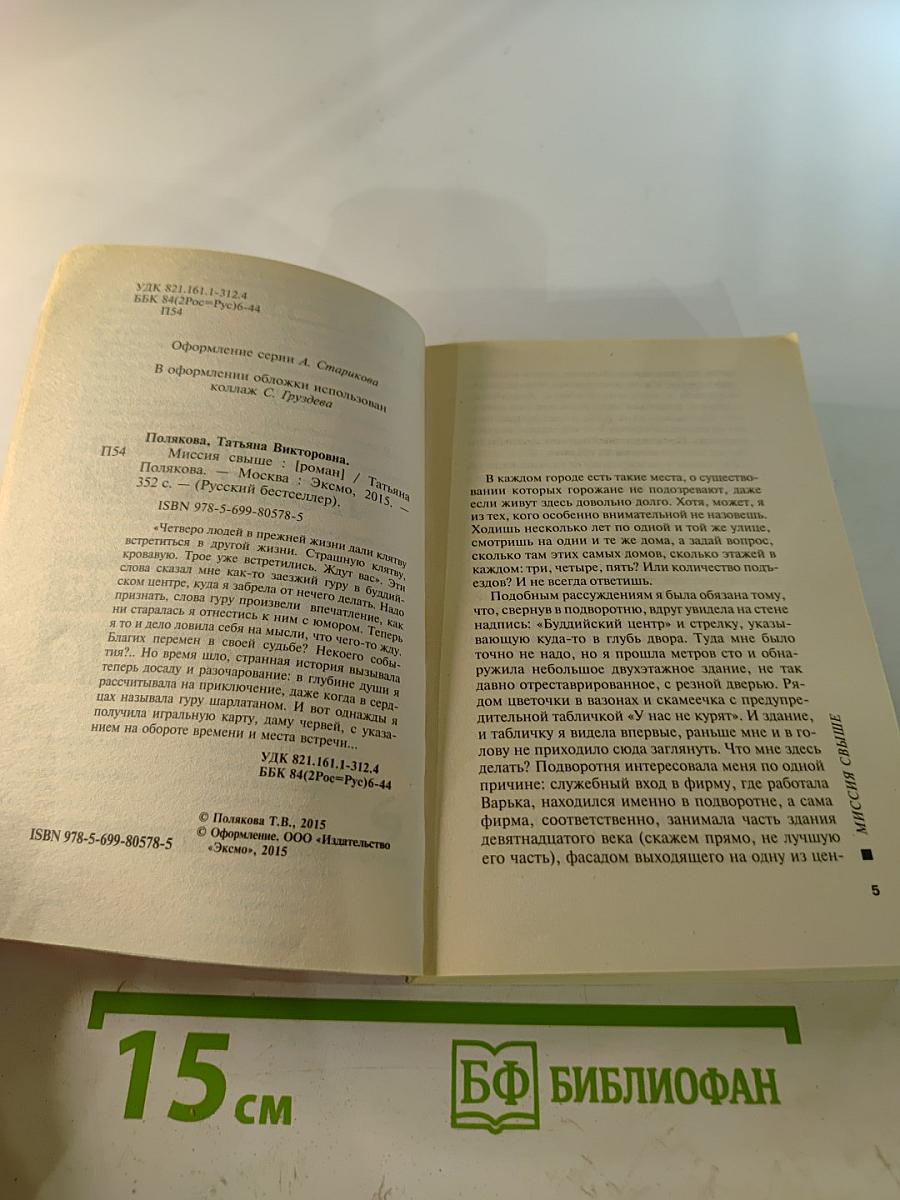 УДК 821.161.1-312.4
ББК 84(2Рос=Рус)6-44
П54
Оформление серии А. Старикова
В оформлении обложки использован
коллаж С. Груздева
Полякова, Татьяна Викторовна.
П54 Миссия свыше : [роман] / Татьяна
Полякова. — Москва : Эксмо, 2015. —
352 с. — (Русский бестселлер).
ISBN 978-5-699-80578-5
«Четверо людей в прежней жизни дали клятву
встретиться в другой жизни. Страшную клятву,
кровавую. Трое уже встретились. Ждут вас». Эти
слова сказал мне как-то заезжий гуру в буддий-
ском центре, куда я забрела от нечего делать. Надо
признать, слова гуру произвели впечатление, как
ни старалась я отнестись к ним с юмором. Теперь
я то и дело ловила себя на мысли, что чего-то жду.
Благих перемен в своей судьбе? Некоего собы-
тия?.. Но время шло, странная история вызывала
теперь досаду и разочарование: в глубине души я
рассчитывала на приключение, даже когда в серд-
цах называла гуру шарлатаном. И вот однажды я
получила игральную карту, даму червей, с указа-
нием на обороте времени и места встречи...
УДК 821.161.1-312.4
ББК 84(2Рос=Рус)6-44
© Полякова Т.В., 2015
© Оформление. ООО «Издательство
«Эксмо», 2015
ISBN 978-5-699-80578-5
В каждом городе есть такие места, о существо-
вании которых горожане не подозревают, даже
если живут здесь довольно долго. Хотя, может, я
из тех, кого особенно внимательной не назовешь.
Ходишь несколько лет по одной и той же улице,
смотришь на одни и те же дома, а задай вопрос,
сколько там этих самых домов, сколько этажей в
каждом: три, четыре, пять? Или количество подъ-
ездов? И не всегда ответишь.
Подобным рассуждениям я была обязана тому,
что, свернув в подворотню, вдруг увидела на стене
надпись: «Буддийский центр» и стрелку, указы-
вающую куда-то в глубь двора. Туда мне было
точно не надо, но я прошла метров сто и обна-
ружила небольшое двухэтажное здание, не так
давно отреставрированное, с резной дверью. Ря-
дом цветочки в вазонах и скамеечка с предупре-
дительной табличкой «У нас не курят». И здание,
и табличку я видела впервые, раньше мне и в го-
лову не приходило сюда заглянуть. Что мне здесь
делать? Подворотня интересовала меня по одной
причине: служебный вход в фирму, где работала
Варька, находился именно в подворотне, а сама
фирма, соответственно, занимала часть здания
девятнадцатого века (скажем прямо, не лучшую
его часть), фасадом выходящего на одну из цен-
МИССИЯ СВЫШЕ
5
15 см
БФ БИБЛИОФАН